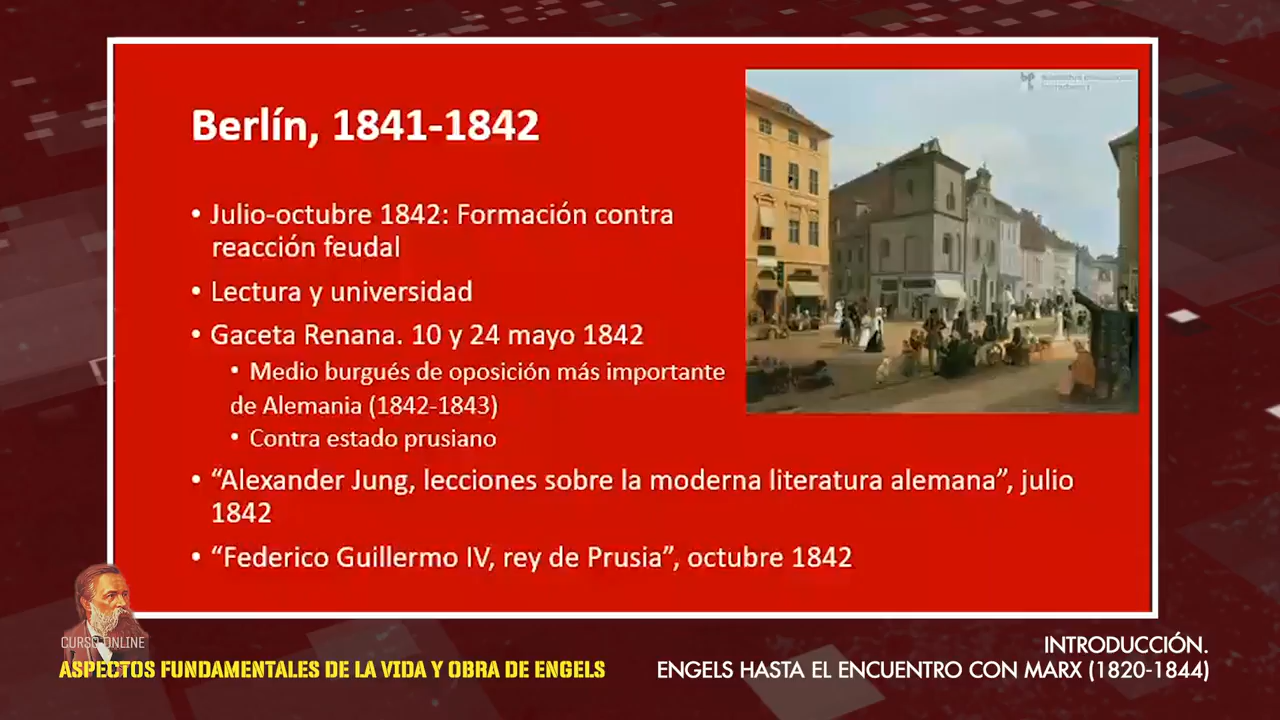 Berlín, 1841-1842
• Julio-octubre 1842: Formación contra
reacción feudal
• Lectura y universidad
• Gaceta Renana. 10 y 24 mayo 1842
• Medio burgués de oposición más importante
de Alemania (1842-1843)
• Contra estado prusiano
• “Alexander Jung, lecciones sobre la moderna literatura alemana”, julio
1842
• “Federico Guillermo IV, rey de Prusia”, octubre 1842
CURSO ONLINE
ASPECTOS FUNDAMENTALES DE LA VIDA Y OBRA DE ENGELS
INTRODUCCIÓN.
ENGELS HASTA EL ENCUENTRO CON MARX (1820-1844)